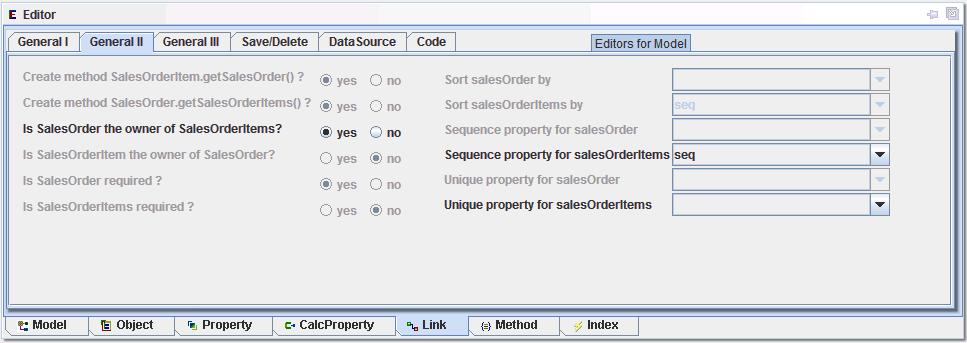 E Editor
General I General II General III Save/Delete DataSource Code Editors for Model
Create method SalesOrderItem.getSalesOrder() ? yes no Sort salesOrder by
Create method SalesOrder.getSalesOrderItems() ? yes no Sort salesOrderItems by seq
Is SalesOrder the owner of SalesOrderItems? yes no Sequence property for salesOrder
Is SalesOrderItem the owner of SalesOrder? yes no Sequence property for salesOrderItems seq
Is SalesOrder required ? yes no Unique property for salesOrder
Is SalesOrderItems required ? yes no Unique property for salesOrderItems
Model Object Property CalcProperty Link Method Index